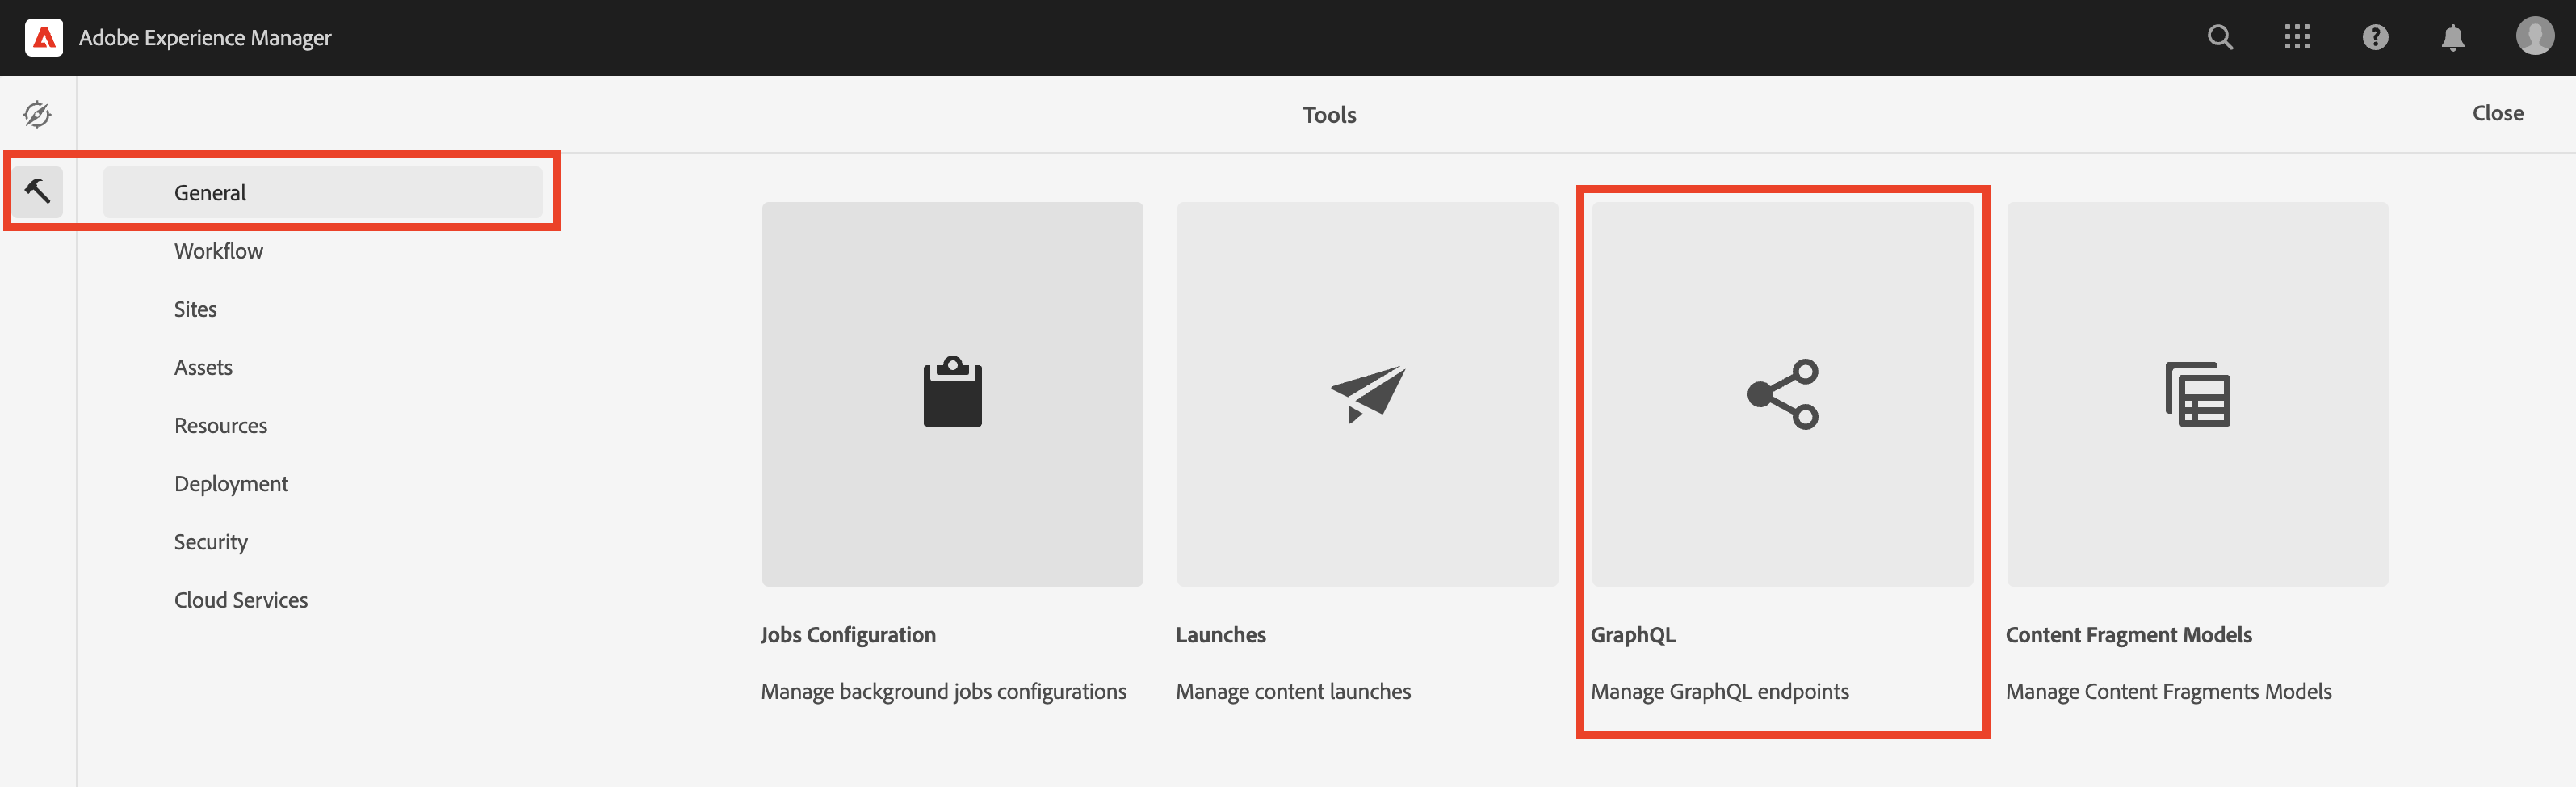 Adobe Experience Manager
?
Tools
Close
General
Workflow
Sites
Assets
Resources
Deployment
Security
Cloud Services
Jobs Configuration
Manage background jobs configurations
Launches
Manage content launches
GraphQL
Manage GraphQL endpoints
Content Fragment Models
Manage Content Fragments Models